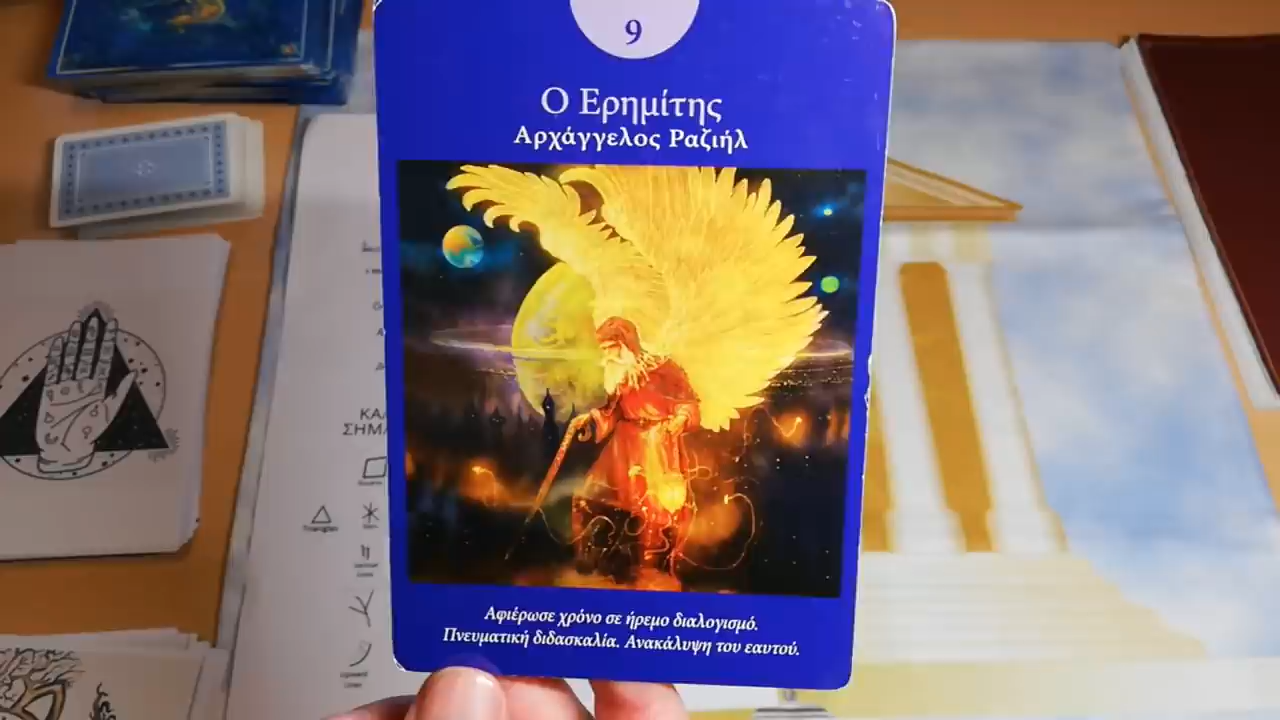 9
Ο Ερημίτης
Αρχάγγελος Ραζιήλ
Αφιέρωσε χρόνο σε ήρεμο διαλογισμό.
Πνευματική διδασκαλία. Ανακάλυψη του εαυτού.